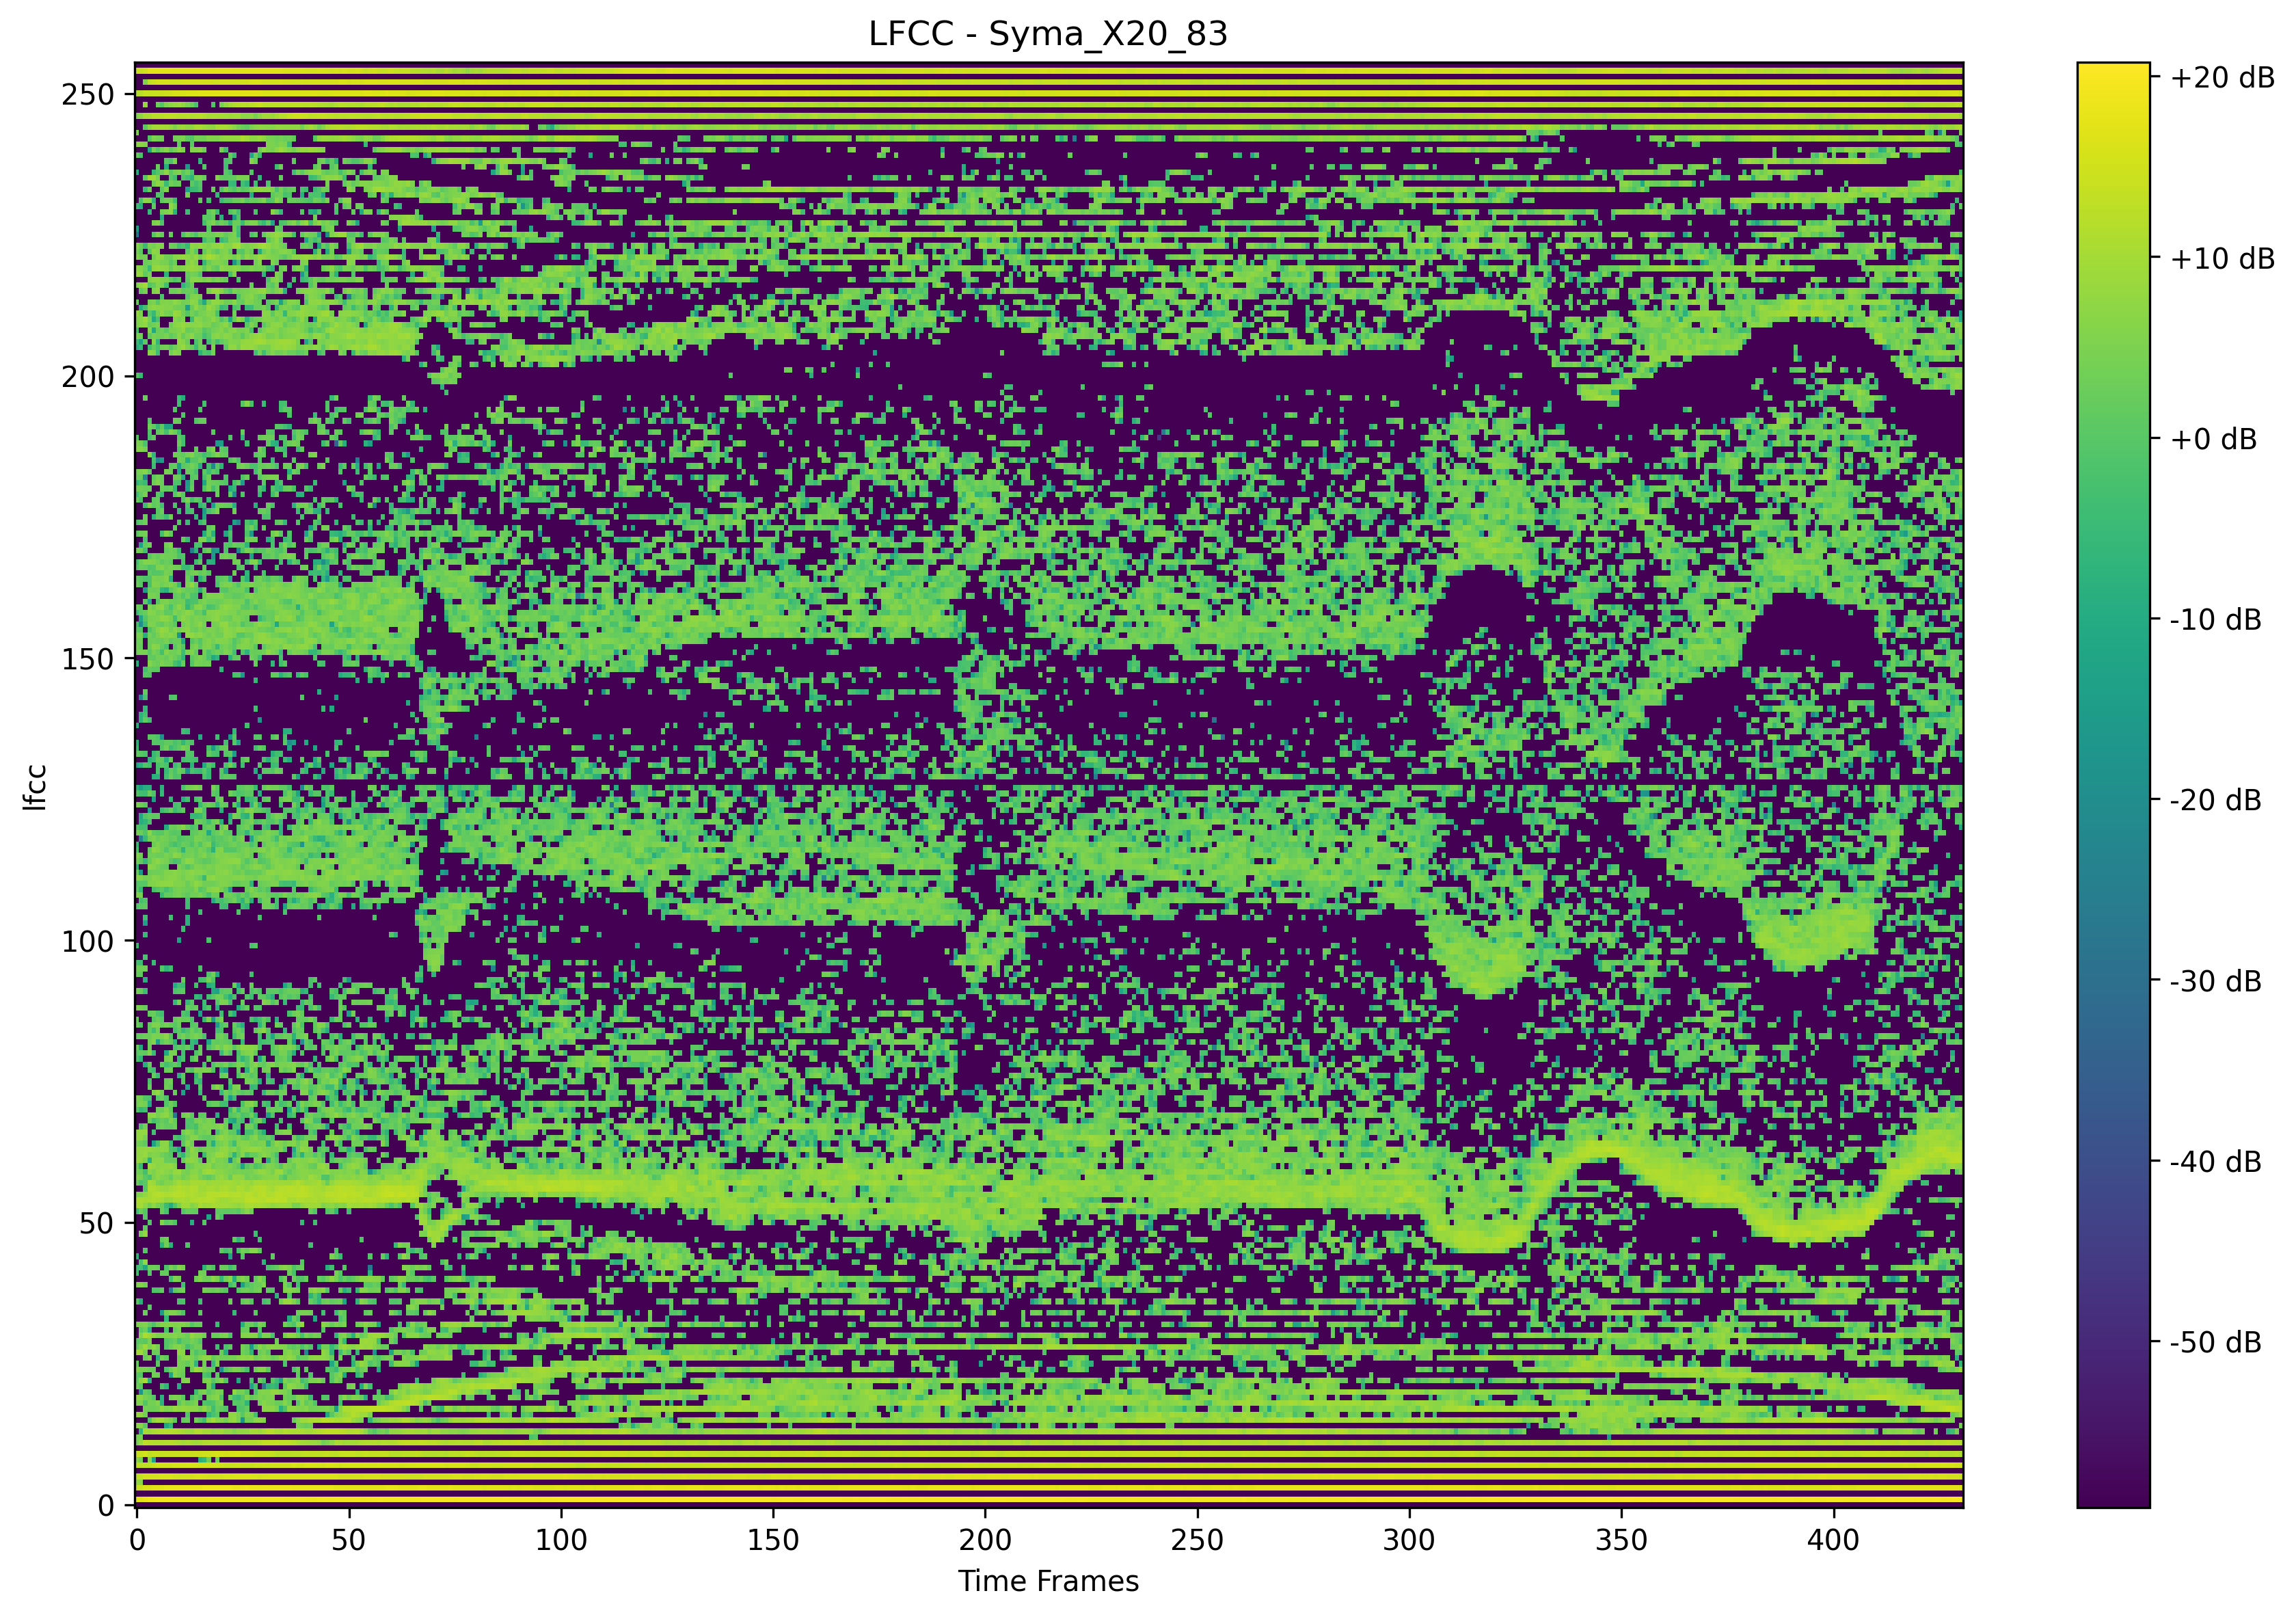 LFCC - Syma_X20_83
250
200
150
100
50
0
lfcc
0 50 100 150 200 250 300 350 400
Time Frames
+20 dB
+10 dB
+0 dB
-10 dB
-20 dB
-30 dB
-40 dB
-50 dB